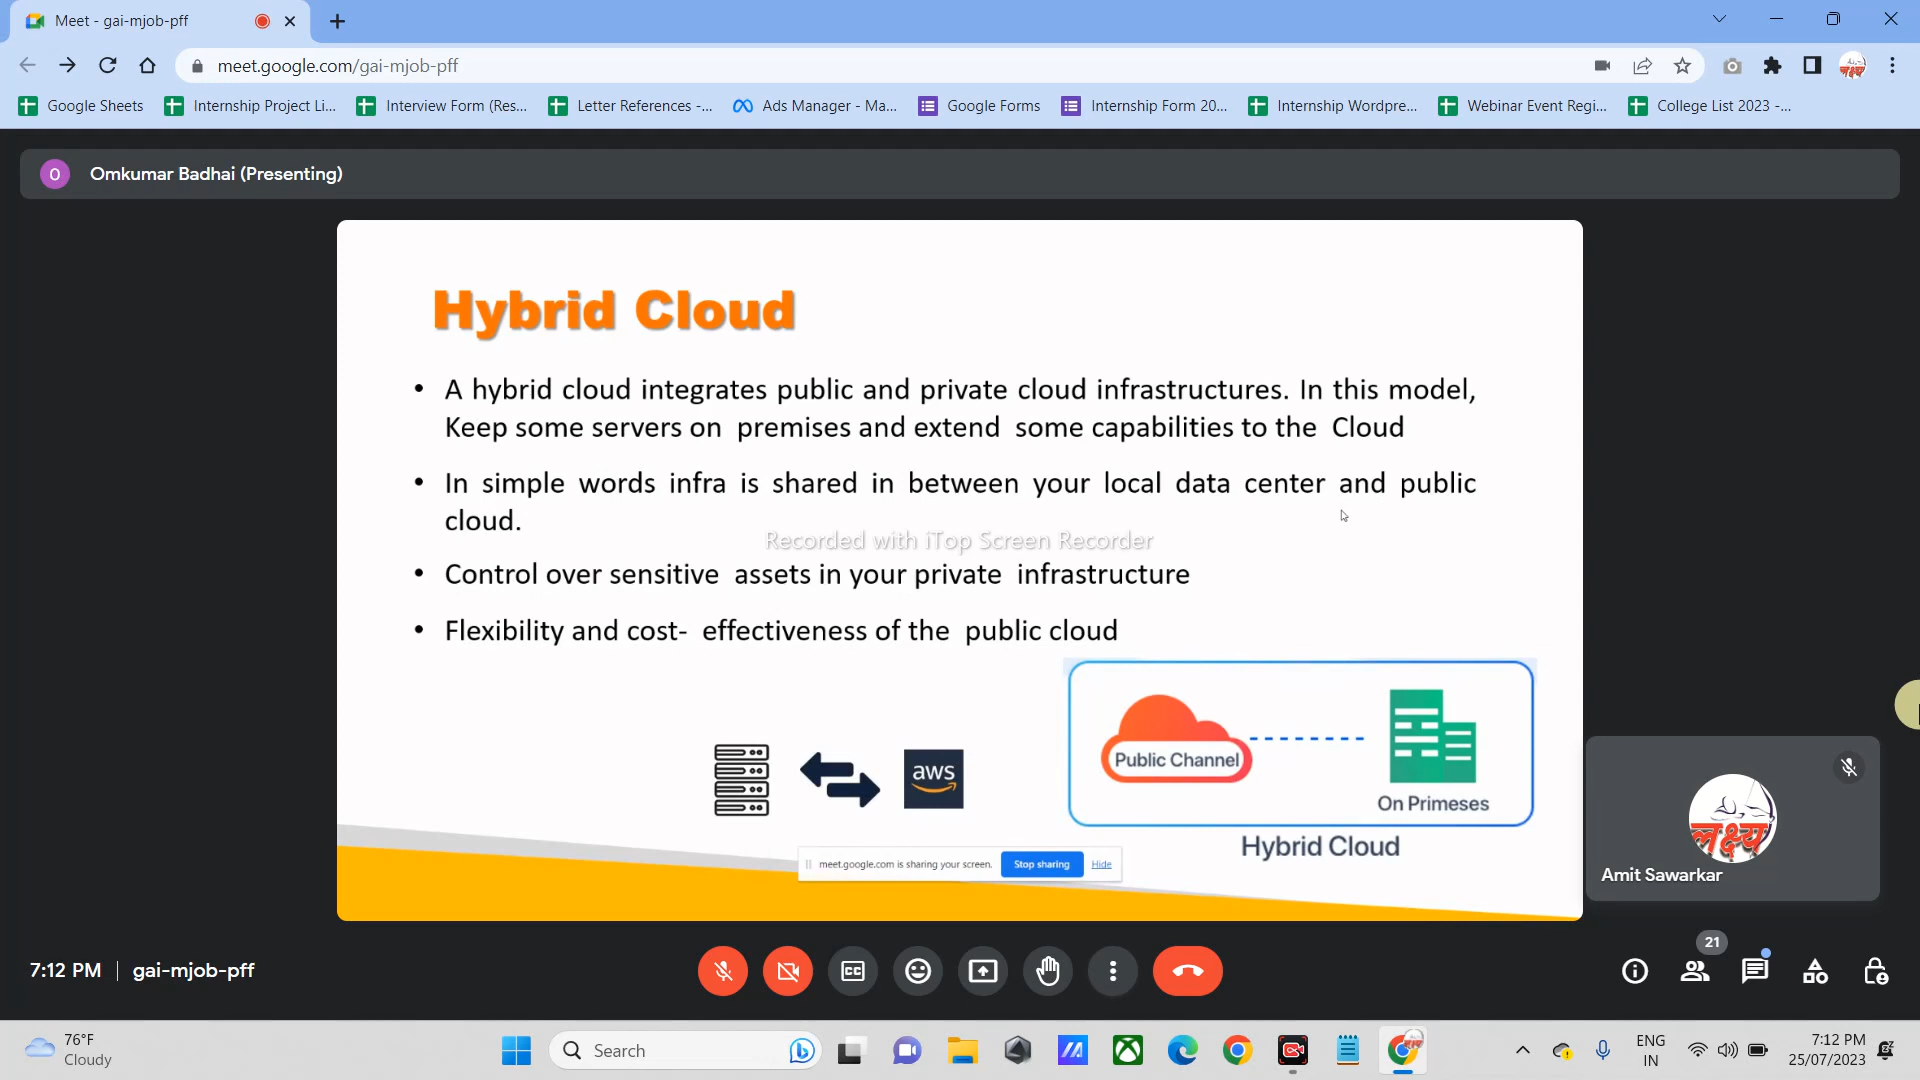 Meet - gai-mjob-pff
meet.google.com/gai-mjob-pff
Google Sheets
Internship Project Li...
Interview Form (Res...
Letter References -...
Ads Manager - Ma...
Google Forms
Internship Form 20...
Internship Wordpre...
Webinar Event Regi...
College List 2023 -...
O
Omkumar Badhai (Presenting)
Hybrid Cloud
• A hybrid cloud integrates public and private cloud infrastructures. In this model,
Keep some servers on premises and extend some capabilities to the Cloud
• In simple words infra is shared in between your local data center and public
cloud.
Recorded with iTop Screen Recorder
• Control over sensitive assets in your private infrastructure
• Flexibility and cost- effectiveness of the public cloud
aws
Public Channel
On Primeses
Hybrid Cloud
meet.google.com is sharing your screen.
Stop sharing
Hide
लक्ष्य
Amit Sawarkar
7:12 PM | gai-mjob-pff
CC
21
76°F
Cloudy
Search
ENG
IN
7:12 PM
25/07/2023